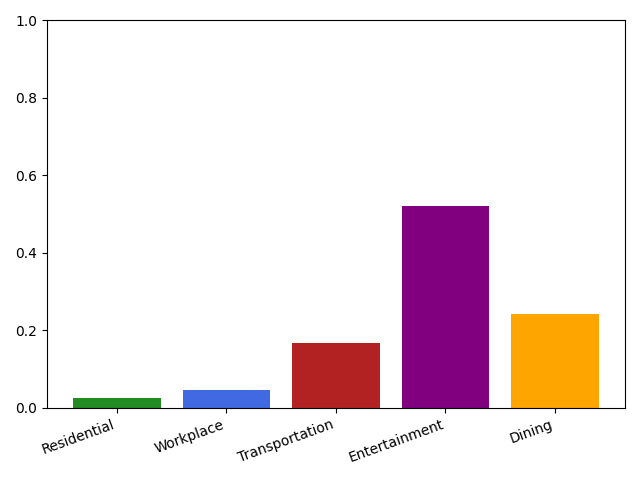 1.0
0.8
0.6
0.4
0.2
0.0
Residential
Workplace
Transportation
Entertainment
Dining